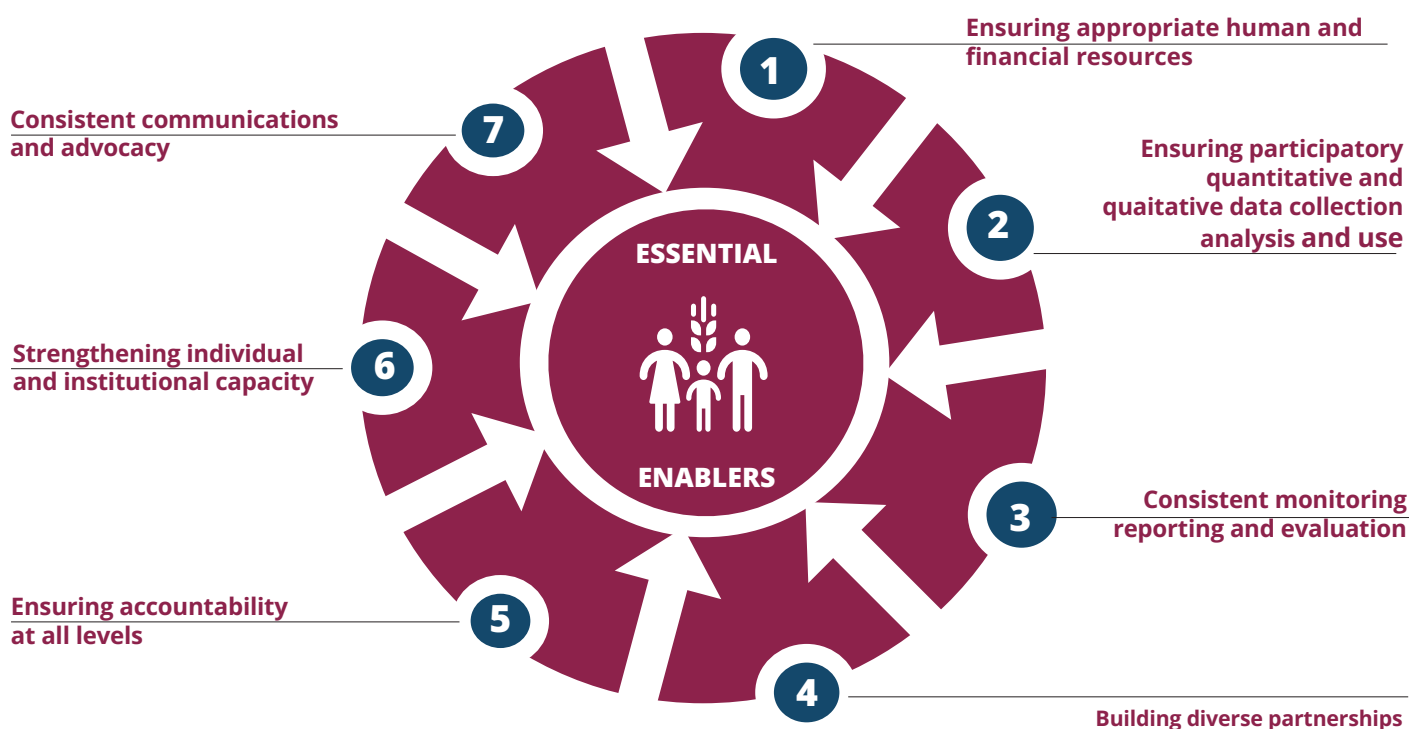 1
Ensuring appropriate human and
financial resources
2
Ensuring participatory
quantitative and
quaitative data collection
analysis and use
3
Consistent monitoring
reporting and evaluation
4
Building diverse partnerships
5
Ensuring accountability
at all levels
6
Strengthening individual
and institutional capacity
7
Consistent communications
and advocacy
ESSENTIAL
ENABLERS